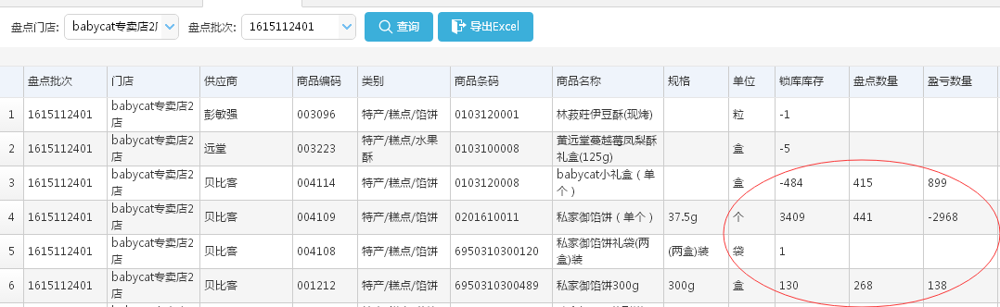 盘点门店: babycat专卖店2 盘点批次: 1615112401 查询 导出Excel
盘点批次 门店 供应商 商品编码 类别 商品条码 商品名称 规格 单位 锁库库存 盘点数量 盈亏数量
1 1615112401 babycat专卖店2店 彭敏强 003096 特产/糕点/馅饼 0103120001 林菽莊伊豆酥(现烤) 粒 -1
2 1615112401 babycat专卖店2店 远堂 003223 特产/糕点/水果酥 0103100008 黄远堂蔓越莓凤梨酥礼盒(125g) 盒 -5
3 1615112401 babycat专卖店2店 贝比客 004114 特产/糕点/馅饼 0103120008 babycat小礼盒（单个） 盒 -484 415 899
4 1615112401 babycat专卖店2店 贝比客 004109 特产/糕点/馅饼 0201610011 私家御馅饼（单个） 37.5g 个 3409 441 -2968
5 1615112401 babycat专卖店2店 贝比客 004108 特产/糕点/馅饼 6950310300120 私家御馅饼礼袋(两盒)装 (两盒)装 袋 1
6 1615112401 babycat专卖店2店 贝比客 001212 特产/糕点/馅饼 6950310300489 私家御馅饼300g 300g 盒 130 268 138